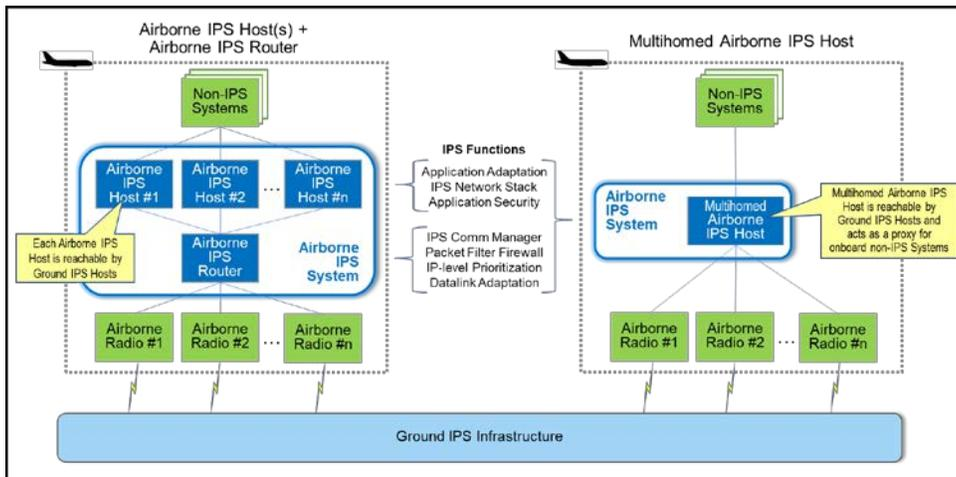 Airborne IPS Host(s) +
Airborne IPS Router
Non-IPS
Systems
Airborne
IPS
Host #1
Airborne
IPS
Host #2
...
Airborne
IPS
Host #n
Each Airborne IPS
Host is reachable by
Ground IPS Hosts
Airborne
IPS
Router
Airborne
IPS
System
Airborne
Radio #1
Airborne
Radio #2
...
Airborne
Radio #n
IPS Functions
Application Adaptation
IPS Network Stack
Application Security
IPS Comm Manager
Packet Filter Firewall
IP-level Prioritization
Datalink Adaptation
Multihomed Airborne IPS Host
Non-IPS
Systems
Airborne
IPS
System
Multihomed
Airborne
IPS Host
Multihomed Airborne IPS
Host is reachable by
Ground IPS Hosts and
acts as a proxy for
onboard non-IPS Systems
Airborne
Radio #1
Airborne
Radio #2
...
Airborne
Radio #n
Ground IPS Infrastructure